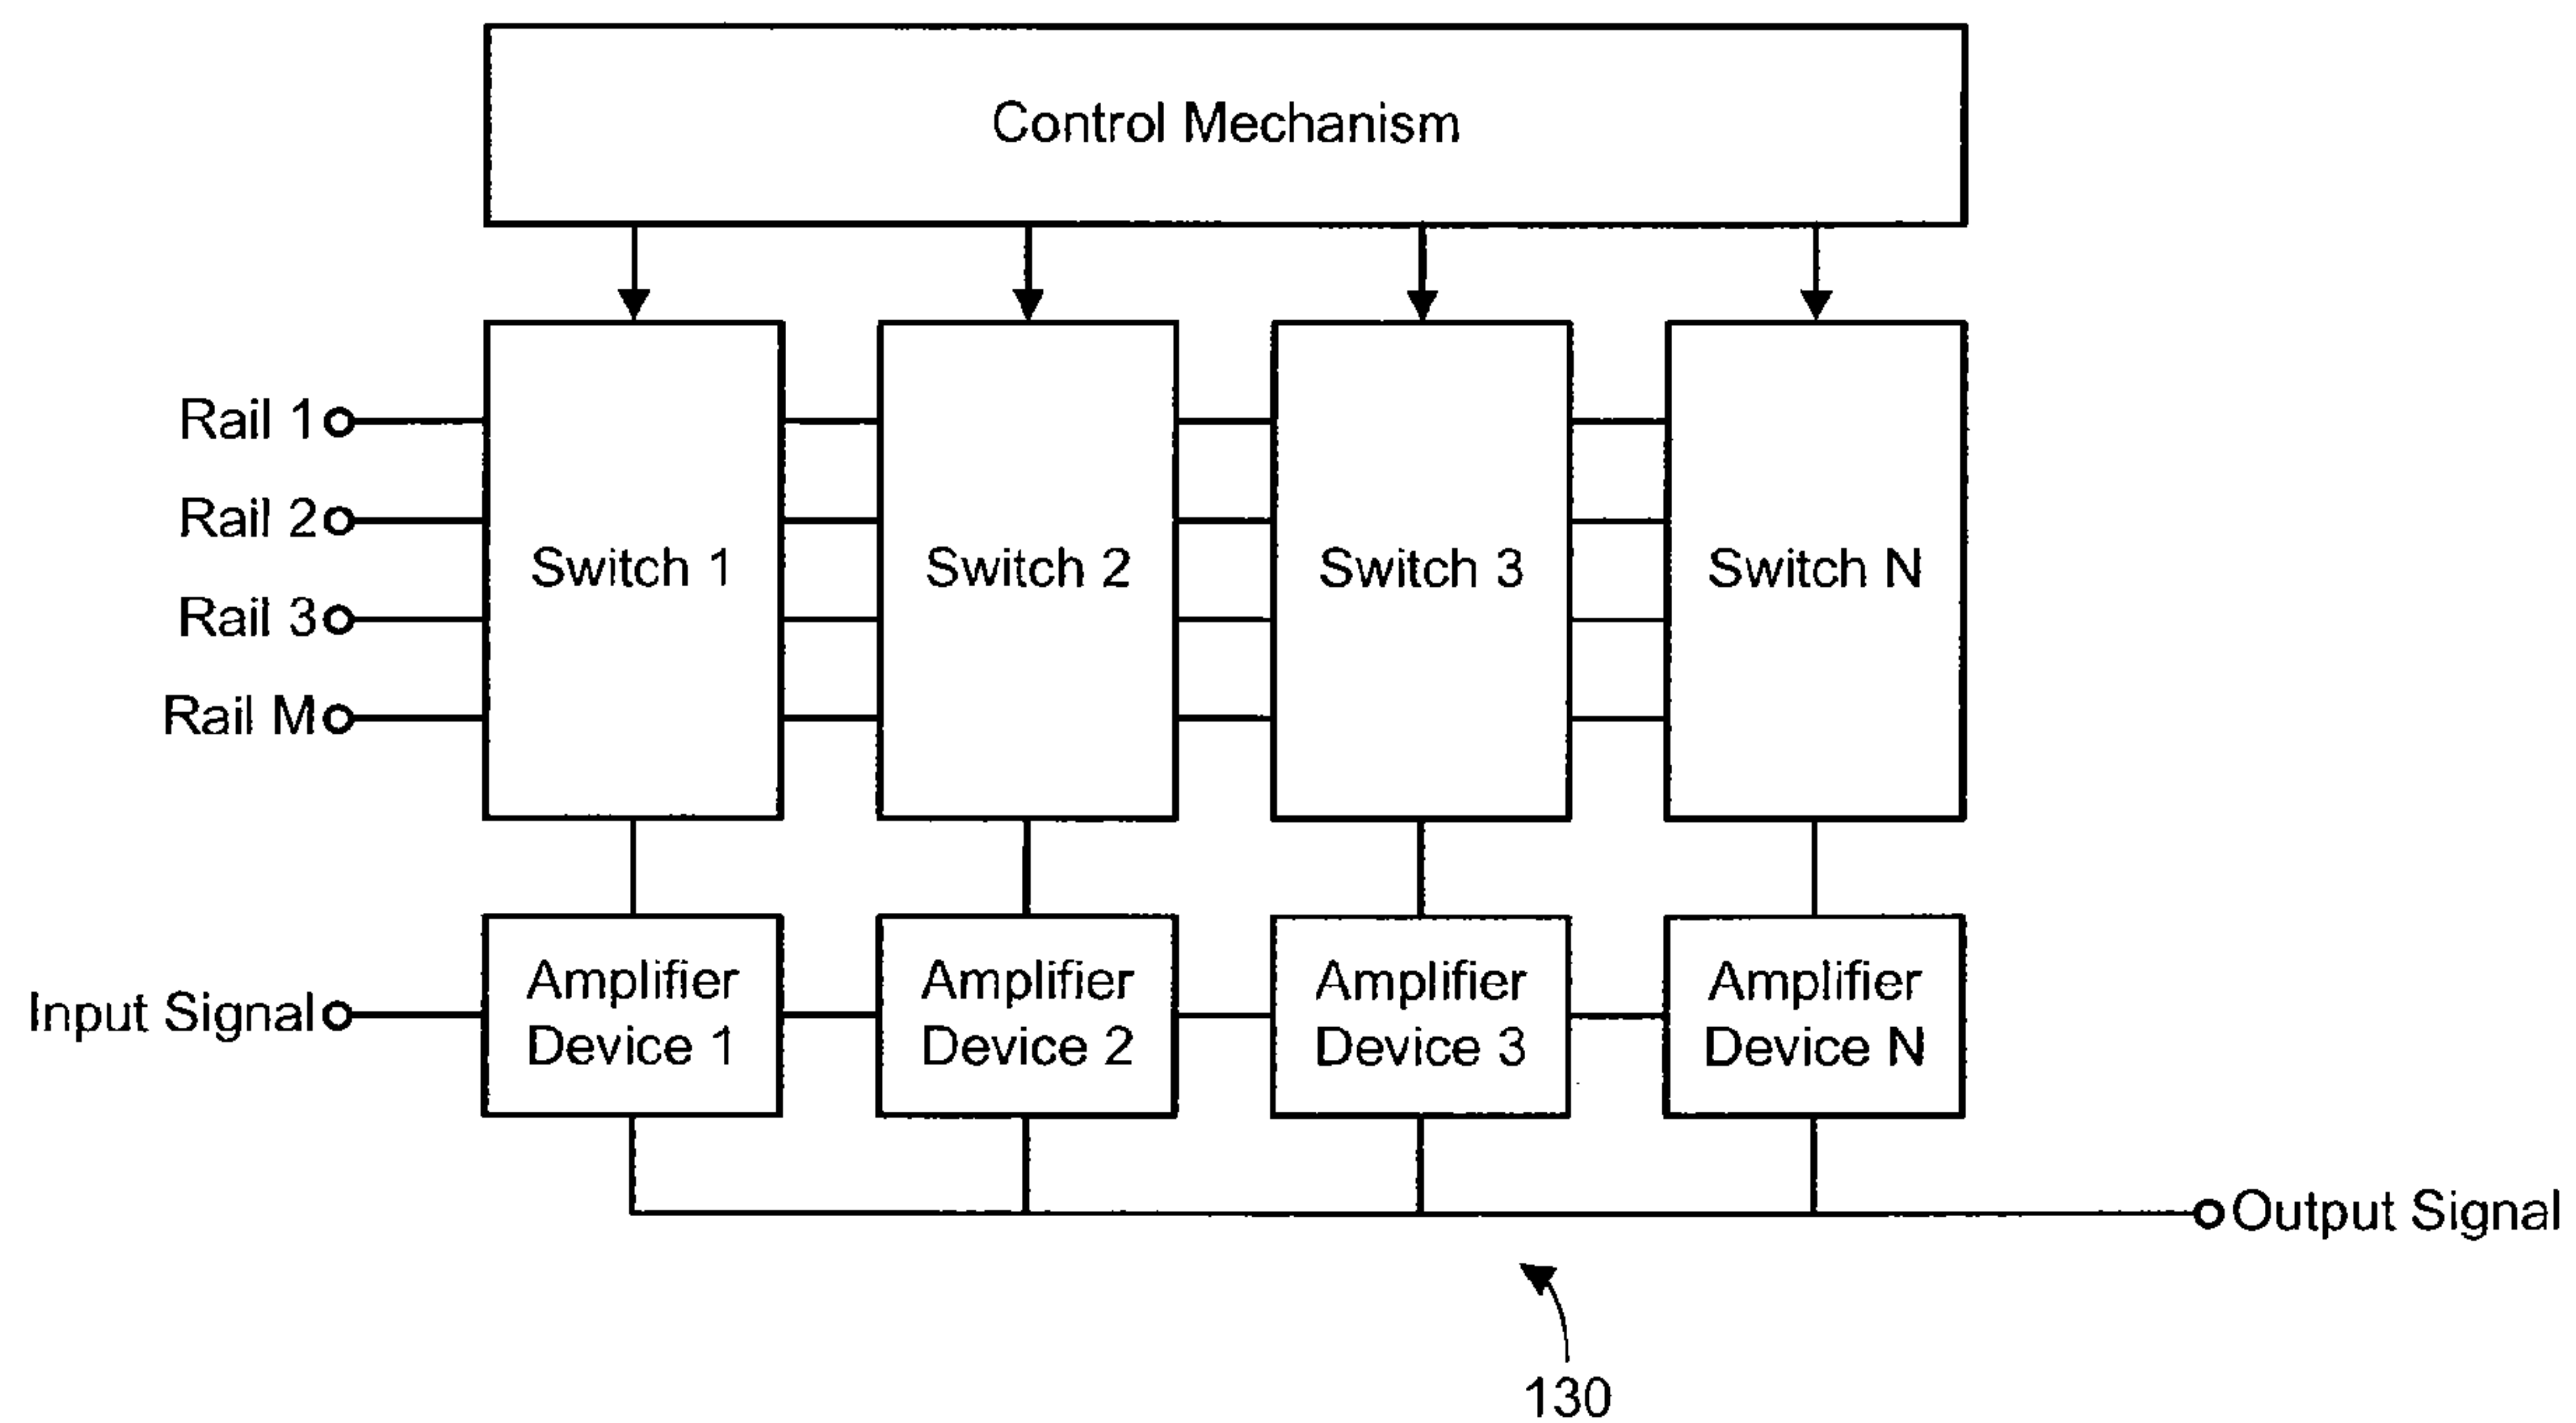 Control Mechanism
Rail 1
Rail 2
Rail 3
Rail M
Switch 1
Switch 2
Switch 3
Switch N
Input Signal
Amplifier
Device 1
Amplifier
Device 2
Amplifier
Device 3
Amplifier
Device N
Output Signal
130